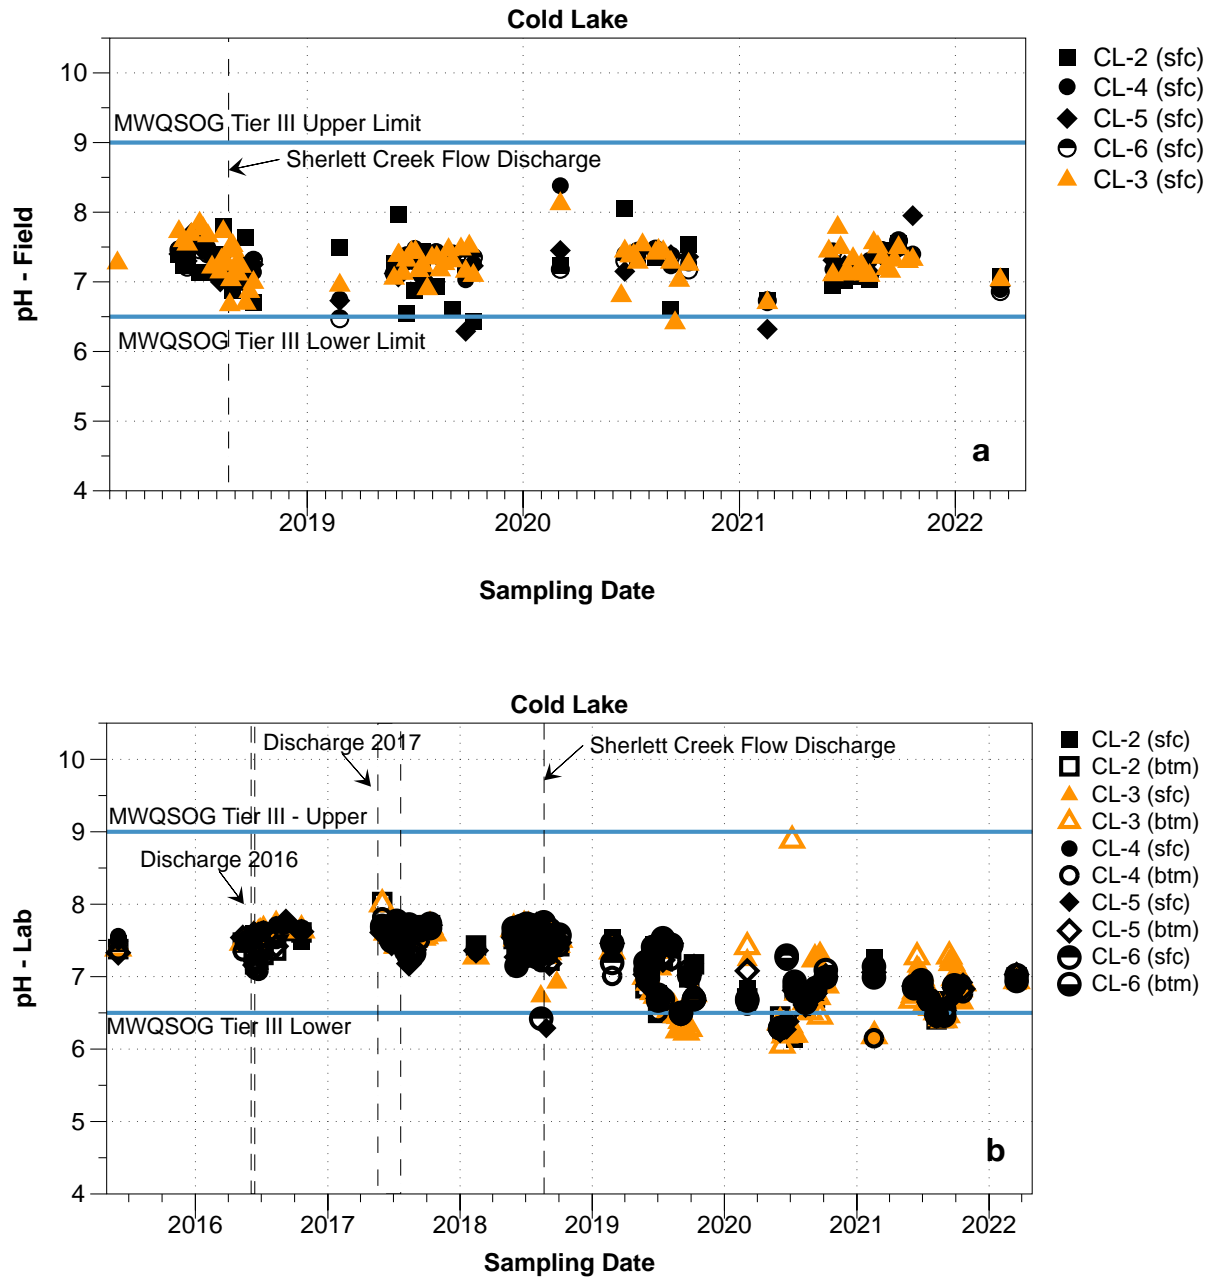 Cold Lake
10
9
8
7
6
5
4
pH - Field
MWQSOG Tier III Upper Limit
Sherlett Creek Flow Discharge
MWQSOG Tier III Lower Limit
a
2019
2020
2021
2022
Sampling Date
CL-2 (sfc)
CL-4 (sfc)
CL-5 (sfc)
CL-6 (sfc)
CL-3 (sfc)
Cold Lake
10
9
8
7
6
5
4
pH - Lab
Discharge 2017
Sherlett Creek Flow Discharge
MWQSOG Tier III - Upper
Discharge 2016
MWQSOG Tier III Lower
b
2016
2017
2018
2019
2020
2021
2022
Sampling Date
CL-2 (sfc)
CL-2 (btm)
CL-3 (sfc)
CL-3 (btm)
CL-4 (sfc)
CL-4 (btm)
CL-5 (sfc)
CL-5 (btm)
CL-6 (sfc)
CL-6 (btm)